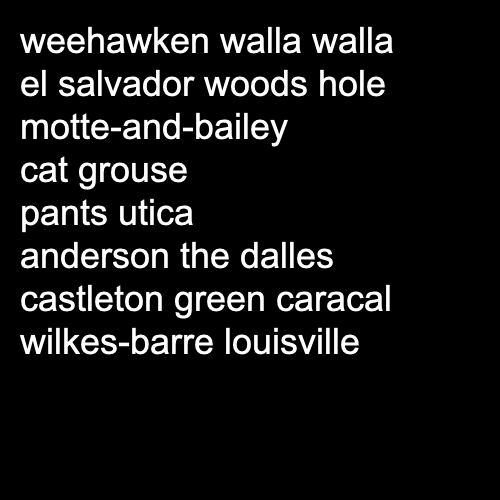 weehawken walla walla
el salvador woods hole
motte-and-bailey
cat grouse
pants utica
anderson the dalles
castleton green caracal
wilkes-barre louisville